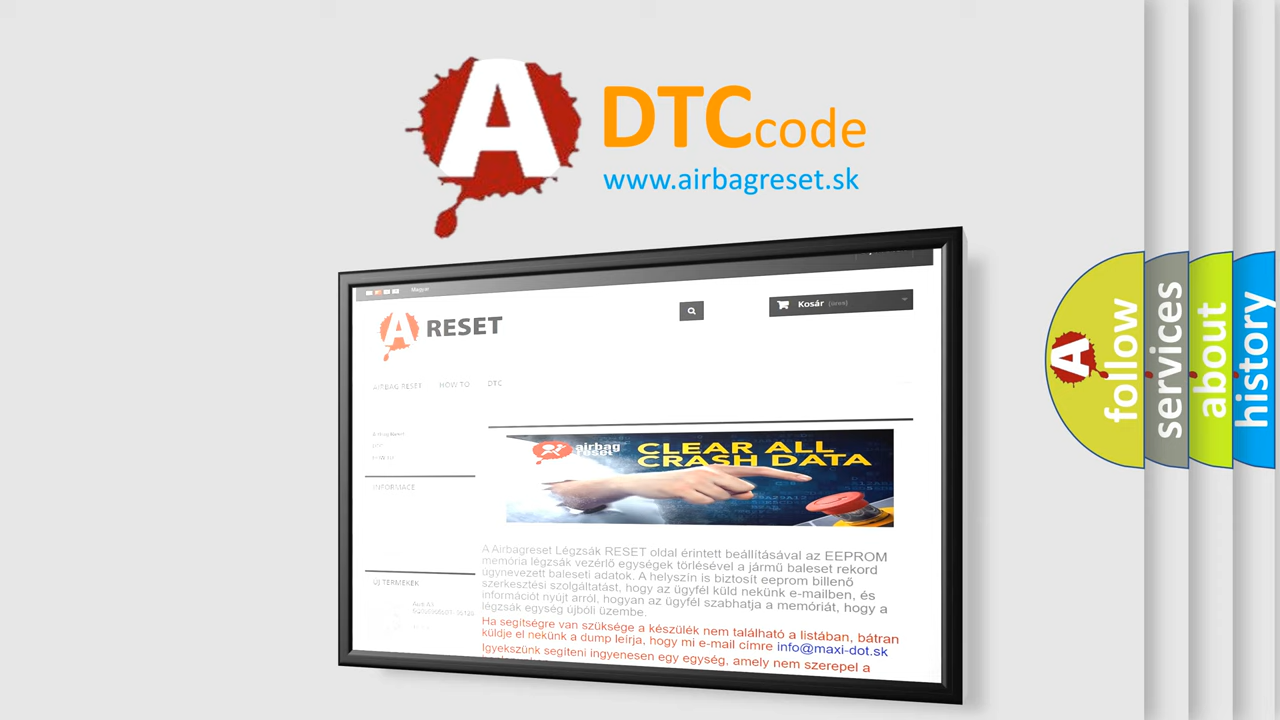 A
DTC code
www.airbagreset.sk
Magyar
A RESET
Kosár (üres)
AIRBAG RESET HOW TO DTC
INFORMACE
airbag
reset
CLEAR ALL
CRASH DATA
A Airbagreset Légzsák RESET oldal érintett beállításával az EEPROM
memória légzsák vezérlő egységek törlésével a jármű baleset rekord
úgynevezett baleseti adatok. A helyszín is biztosít eeprom billenő
szerkesztési szolgáltatást, hogy az ügyfél küld nekünk e-mailben, és
információt nyújt arról, hogyan az ügyfél szabhatja a memóriát, hogy a
légzsák egység újbóli üzembe.
Ha segítségre van szüksége a készülék nem található a listában, bátran
küldje el nekünk a dump leírja, hogy mi e-mail címre info@maxi-dot.sk
Igyekszünk segíteni ingyenesen egy egység, amely nem szerepel a
ÚJ TERMÉKEK
A
follow
services
about
history